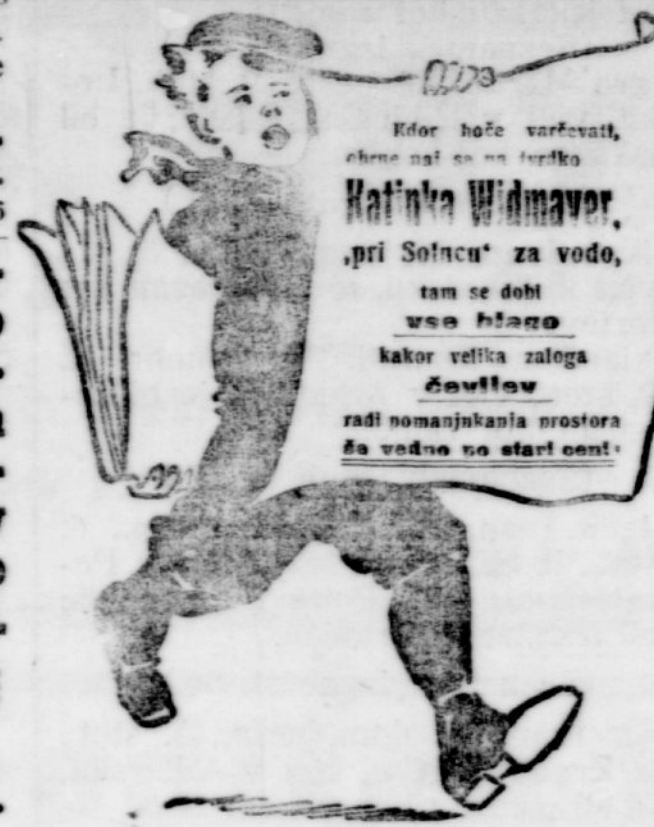 Kdor hoče varčevati,
obrne naj se na tvrdko
Katinka Widmayer,
„pri Solncu“ za vodo,
tam se dobi
vse blago
kakor velika zaloga
čevljev
radi pomanjkanja prostora
še vedno po stari ceni.